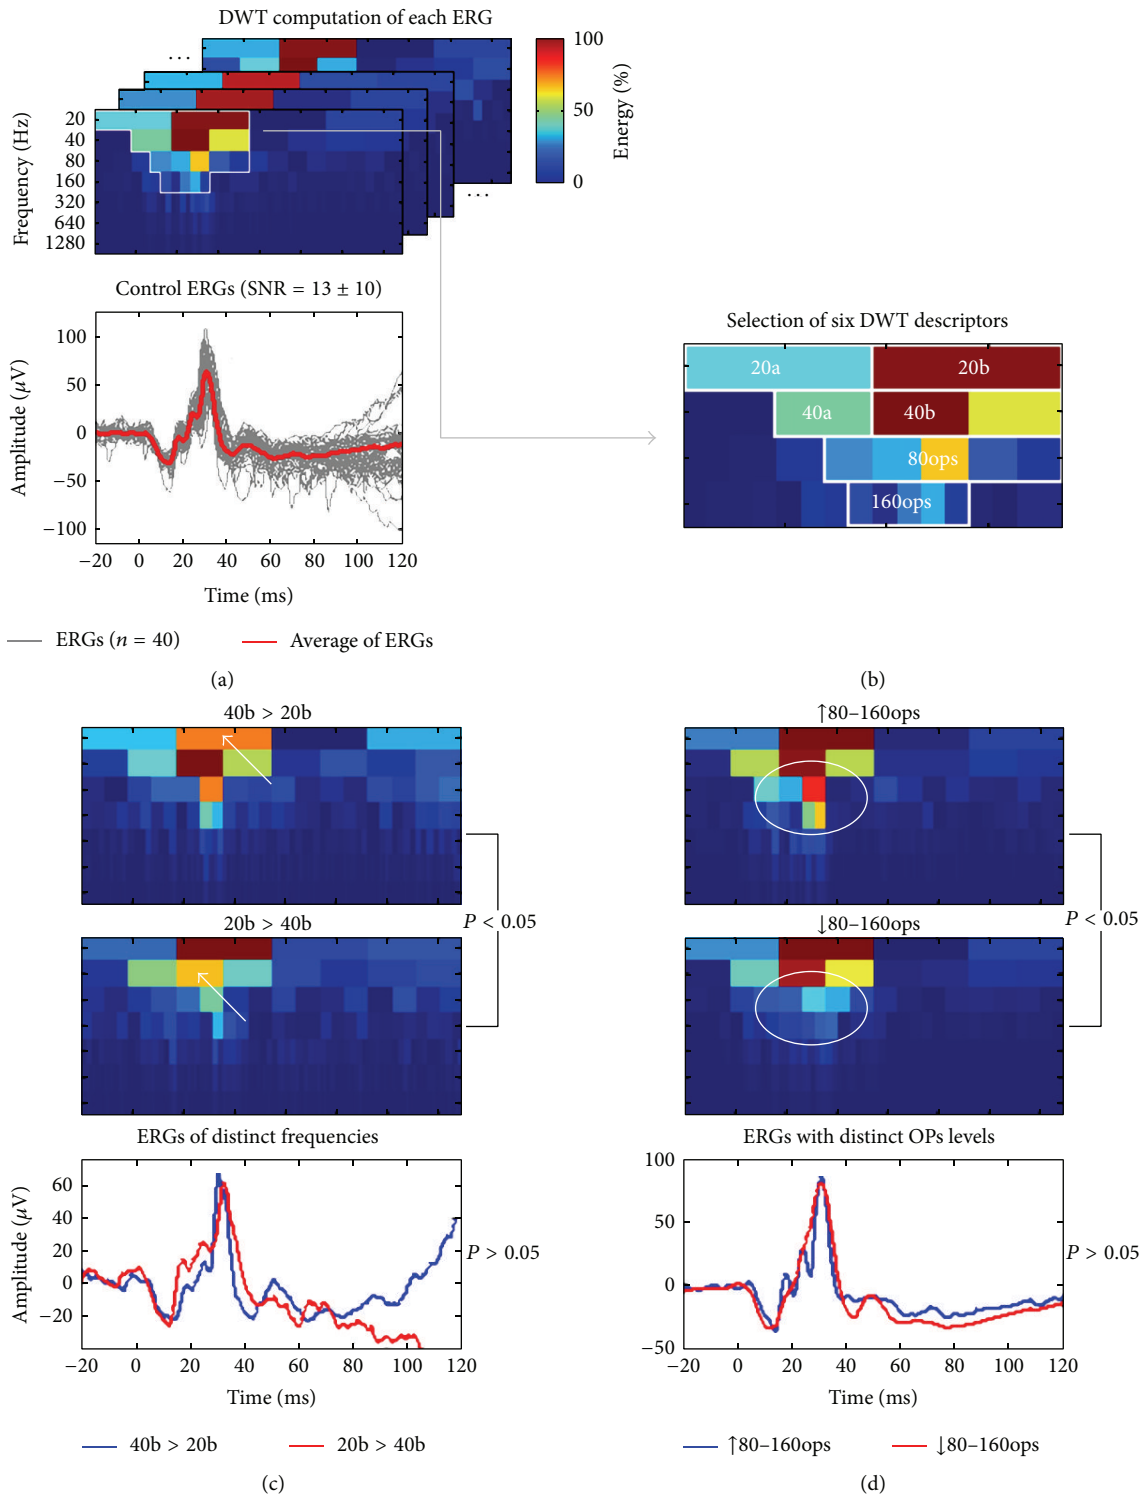 DWT computation of each ERG
...
100
50
0
Energy (%)
20
40
80
160
320
640
1280
Frequency (Hz)
...
Control ERGs (SNR = 13 ± 10)
100
50
0
−50
−100
Amplitude (μV)
−20 0 20 40 60 80 100 120
Time (ms)
ERGs (n = 40)
Average of ERGs
(a)
Selection of six DWT descriptors
20a
20b
40a
40b
80ops
160ops
(b)
40b > 20b
20b > 40b
P < 0.05
ERGs of distinct frequencies
60
40
20
0
−20
Amplitude (μV)
P > 0.05
−20 0 20 40 60 80 100 120
Time (ms)
40b > 20b
20b > 40b
(c)
↑80–160ops
↓80–160ops
P < 0.05
ERGs with distinct OPs levels
100
50
0
−50
P > 0.05
−20 0 20 40 60 80 100 120
Time (ms)
↑80–160ops
↓80–160ops
(d)